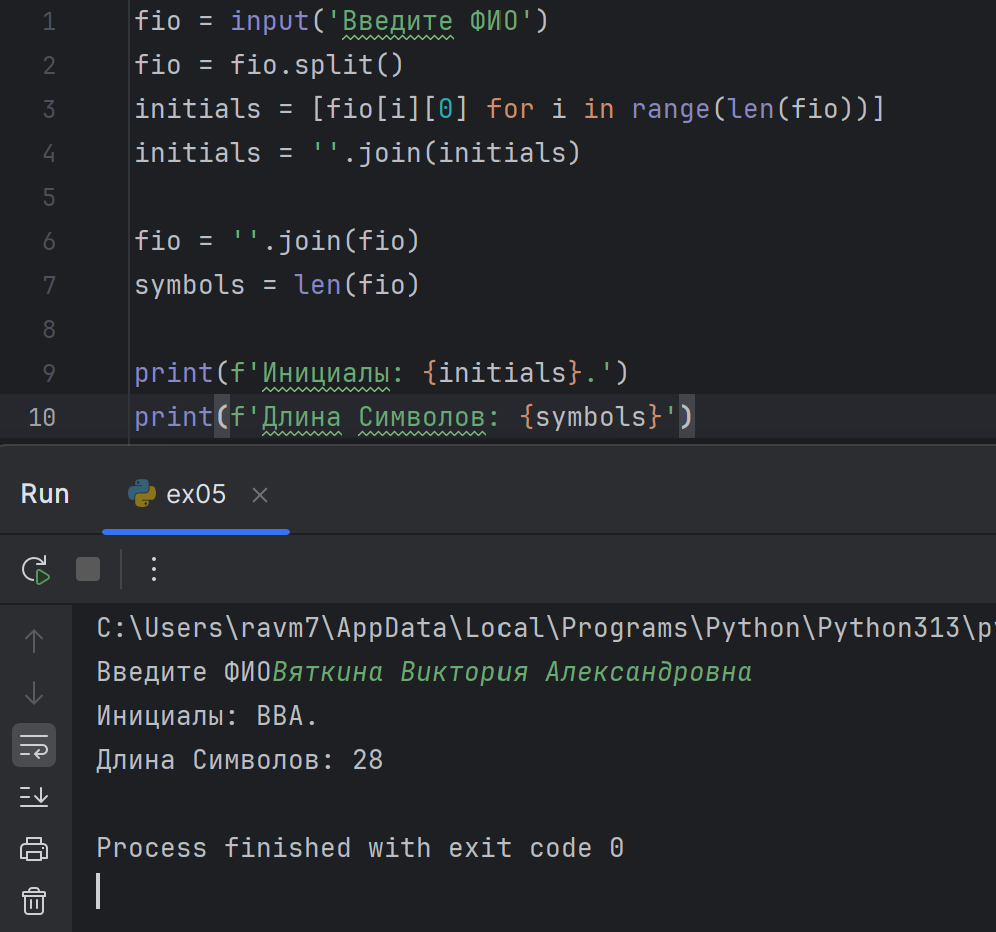 1 fio = input('Введите ФИО')
2 fio = fio.split()
3 initials = [fio[i][0] for i in range(len(fio))]
4 initials = ''.join(initials)
5
6 fio = ''.join(fio)
7 symbols = len(fio)
8
9 print(f'Инициалы: {initials}.')
10 print(f'Длина Символов: {symbols}')
Run ex05
C:\Users\ravm7\AppData\Local\Programs\Python\Python313\py
Введите ФИОВяткина Виктория Александровна
Инициалы: ВВА.
Длина Символов: 28
Process finished with exit code 0